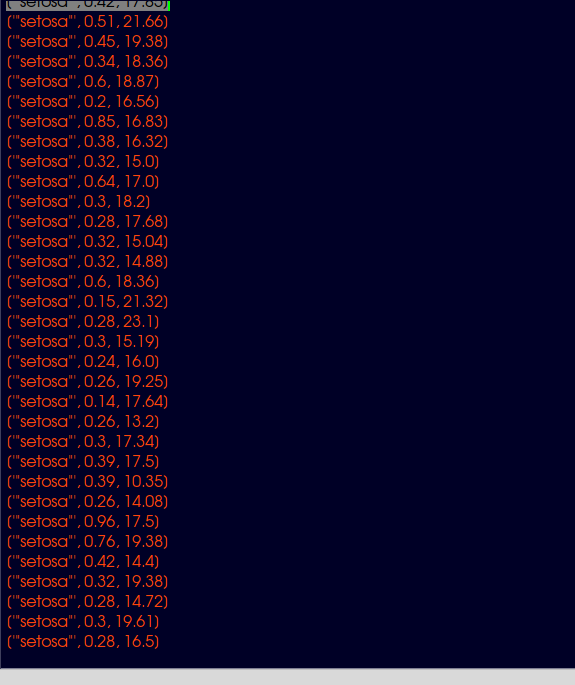 ('"setosa"', 0.42, 17.85)
('"setosa"', 0.51, 21.66)
('"setosa"', 0.45, 19.38)
('"setosa"', 0.34, 18.36)
('"setosa"', 0.6, 18.87)
('"setosa"', 0.2, 16.56)
('"setosa"', 0.85, 16.83)
('"setosa"', 0.38, 16.32)
('"setosa"', 0.32, 15.0)
('"setosa"', 0.64, 17.0)
('"setosa"', 0.3, 18.2)
('"setosa"', 0.28, 17.68)
('"setosa"', 0.32, 15.04)
('"setosa"', 0.32, 14.88)
('"setosa"', 0.6, 18.36)
('"setosa"', 0.15, 21.32)
('"setosa"', 0.28, 23.1)
('"setosa"', 0.3, 15.19)
('"setosa"', 0.24, 16.0)
('"setosa"', 0.26, 19.25)
('"setosa"', 0.14, 17.64)
('"setosa"', 0.26, 13.2)
('"setosa"', 0.3, 17.34)
('"setosa"', 0.39, 17.5)
('"setosa"', 0.39, 10.35)
('"setosa"', 0.26, 14.08)
('"setosa"', 0.96, 17.5)
('"setosa"', 0.76, 19.38)
('"setosa"', 0.42, 14.4)
('"setosa"', 0.32, 19.38)
('"setosa"', 0.28, 14.72)
('"setosa"', 0.3, 19.61)
('"setosa"', 0.28, 16.5)